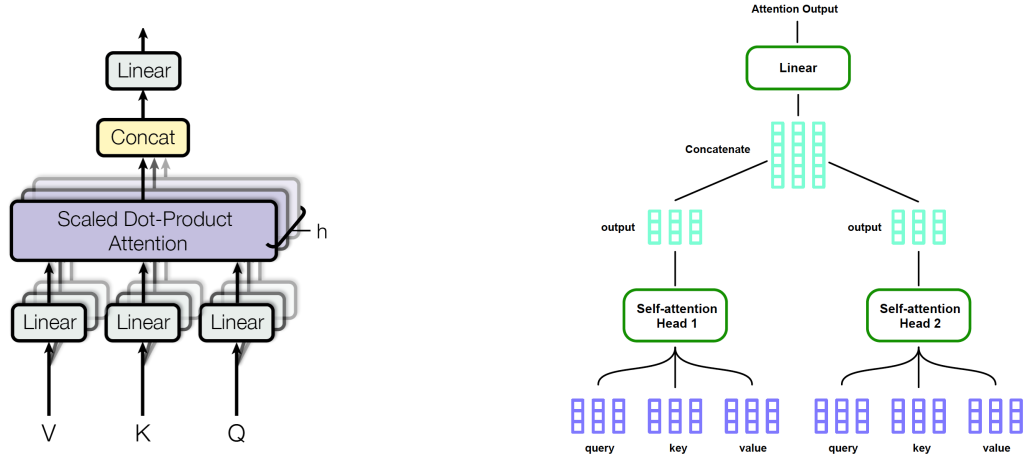 Linear
Concat
Scaled Dot-Product
Attention
h
Linear
Linear
Linear
V
K
Q
Attention Output
Linear
Concatenate
output
output
Self-attention
Head 1
Self-attention
Head 2
query
key
value
query
key
value